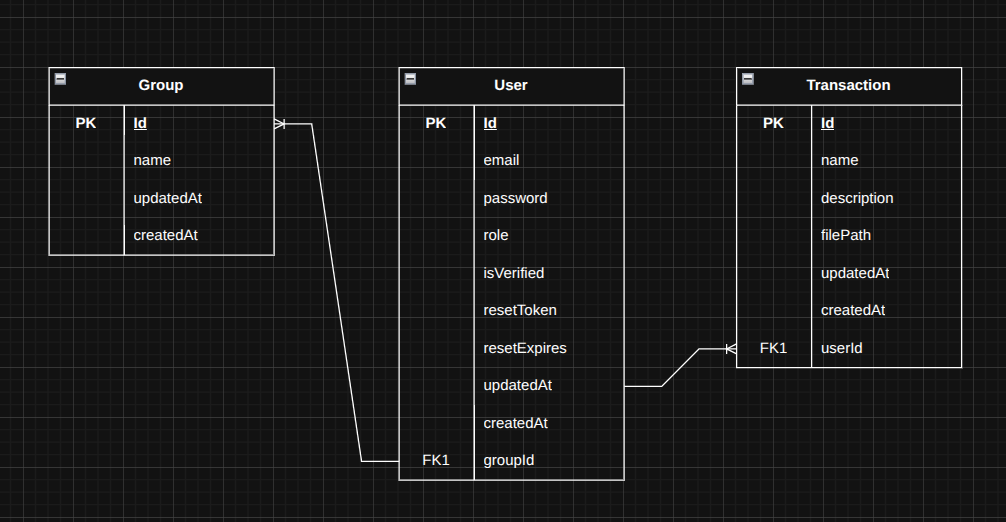 Group
PK Id
name
updatedAt
createdAt
User
PK Id
email
password
role
isVerified
resetToken
resetExpires
updatedAt
createdAt
FK1 groupId
Transaction
PK Id
name
description
filePath
updatedAt
createdAt
FK1 userId